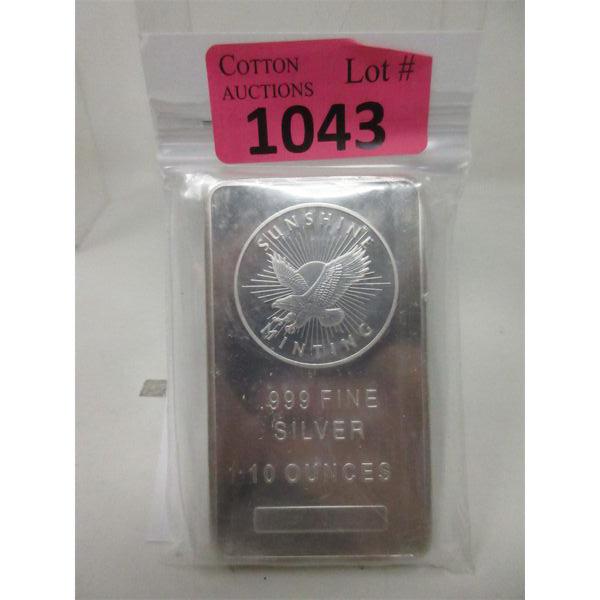 COTTON
AUCTIONS
Lot #
1043
SUNSHINE
MINTING
.999 FINE
SILVER
10 OUNCES